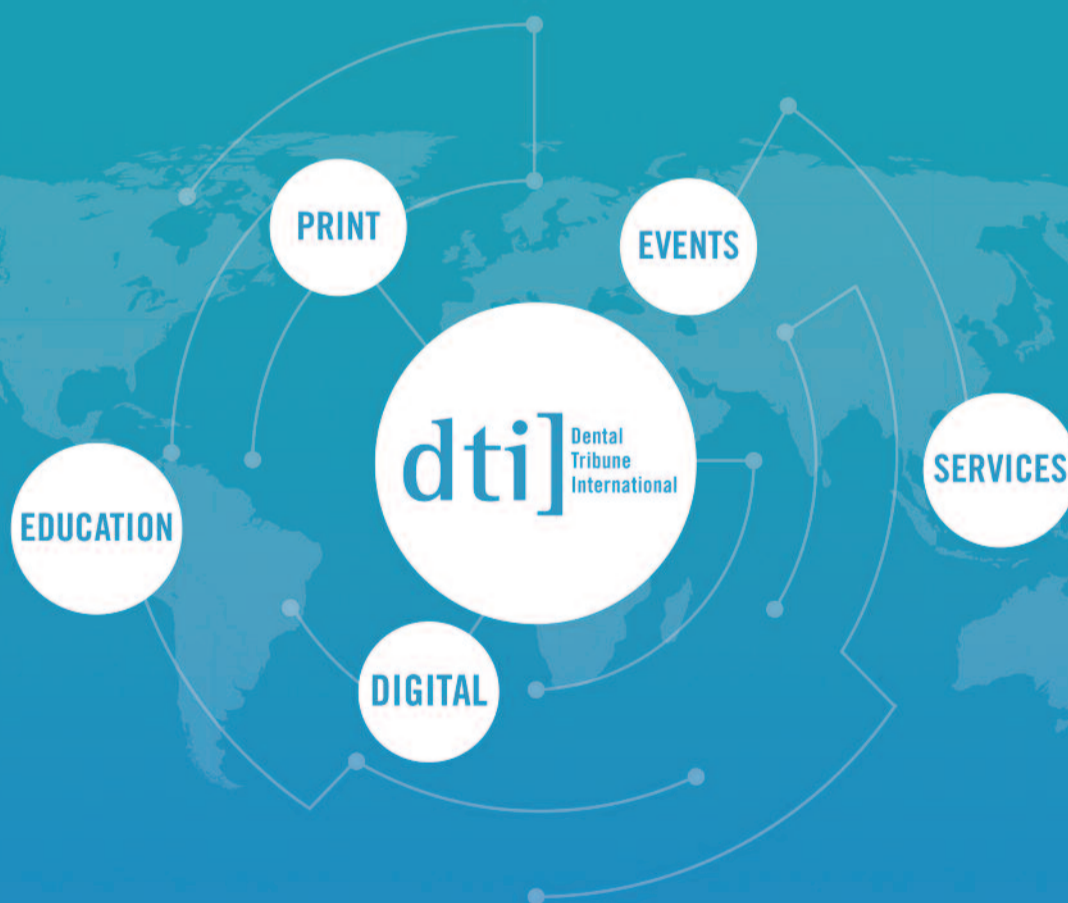 PRINT
EVENTS
dti]
Dental
Tribune
International
SERVICES
EDUCATION
DIGITAL